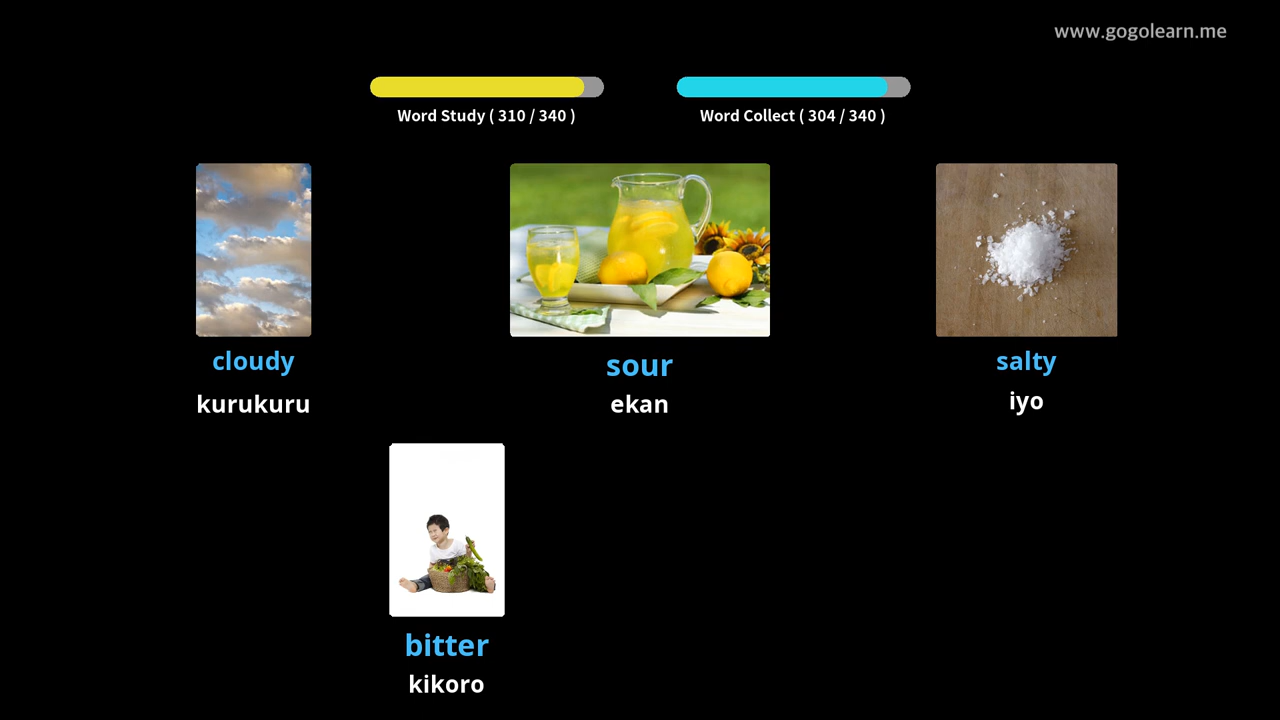 www.gogolearn.me
Word Study ( 310 / 340 )
Word Collect ( 304 / 340 )
cloudy
kurukuru
sour
ekan
salty
iyo
bitter
kikoro